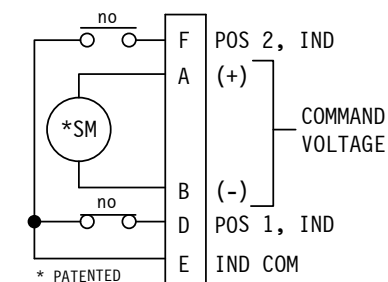 no
F POS 2, IND
A (+)
*SM
COMMAND
VOLTAGE
B (-)
no
D POS 1, IND
E IND COM
* PATENTED